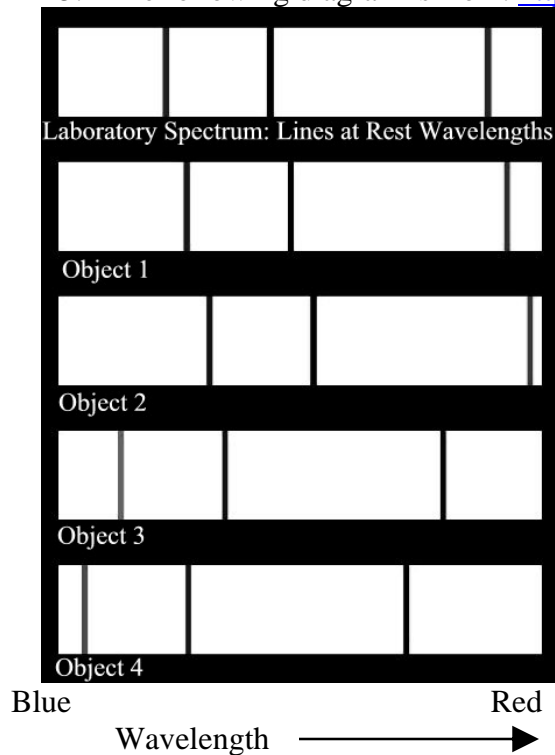 Laboratory Spectrum: Lines at Rest Wavelengths
Object 1
Object 2
Object 3
Object 4
Blue Red
Wavelength